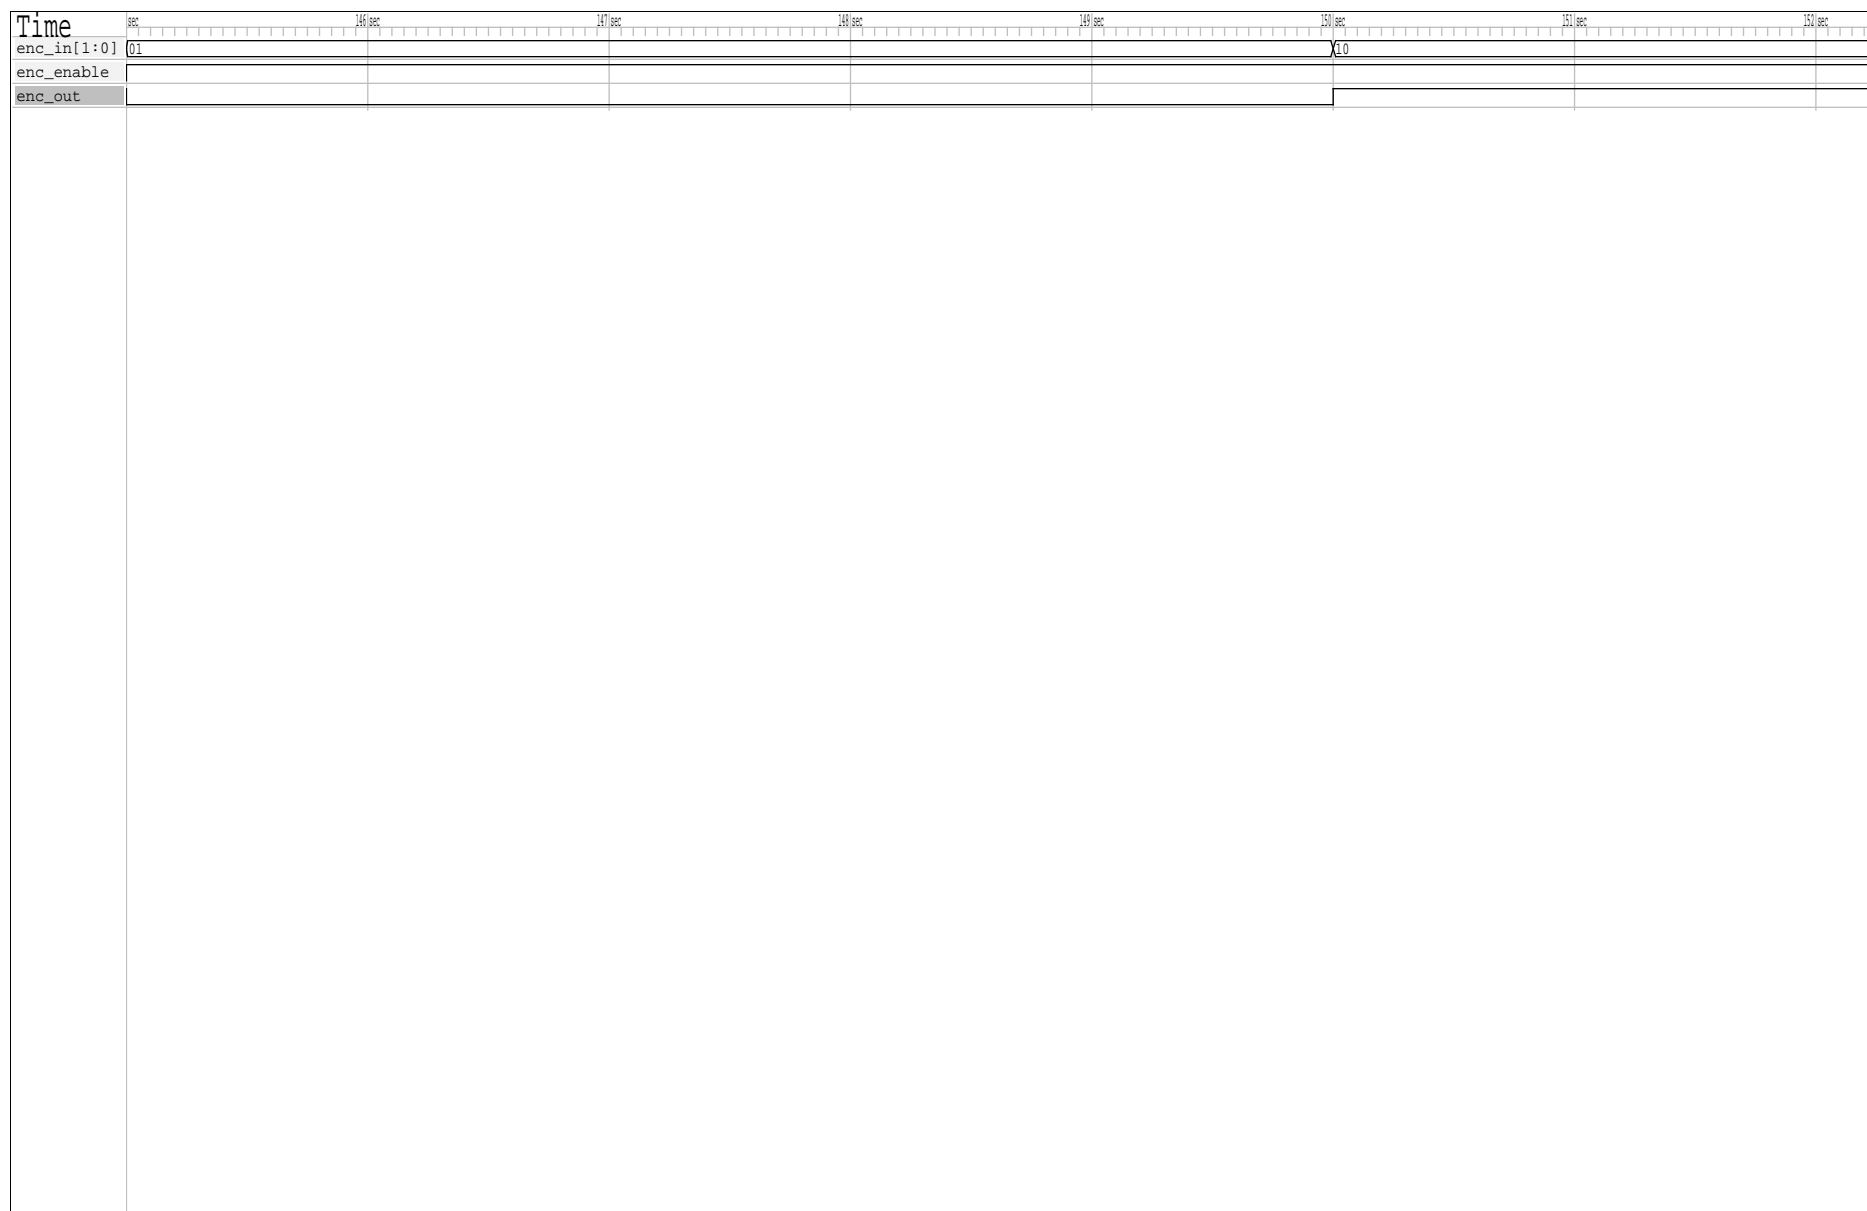 Time sec 146 sec 147 sec 148 sec 149 sec 150 sec 151 sec 152 sec
enc_in[1:0] 01 10
enc_enable
enc_out